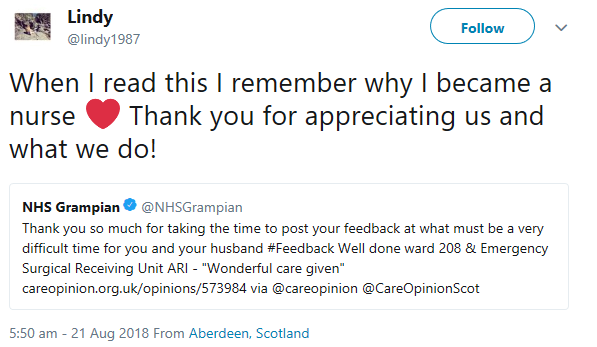 Lindy
@lindy1987
Follow
When I read this I remember why I became a
nurse ❤ Thank you for appreciating us and
what we do!
NHS Grampian @NHSGrampian
Thank you so much for taking the time to post your feedback at what must be a very
difficult time for you and your husband #Feedback Well done ward 208 & Emergency
Surgical Receiving Unit ARI - "Wonderful care given"
careopinion.org.uk/opinions/573984 via @careopinion @CareOpinionScot
5:50 am - 21 Aug 2018 From Aberdeen, Scotland